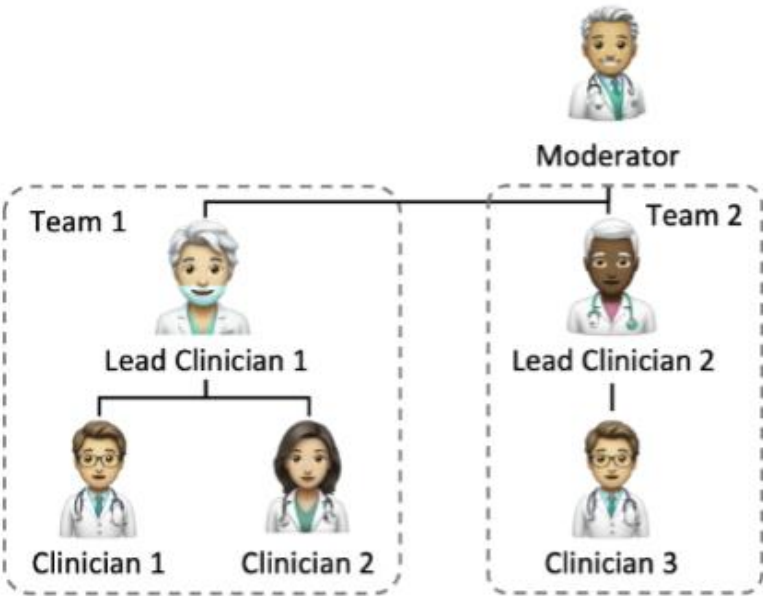 Moderator
Team 1
Team 2
Lead Clinician 1
Lead Clinician 2
Clinician 1
Clinician 2
Clinician 3